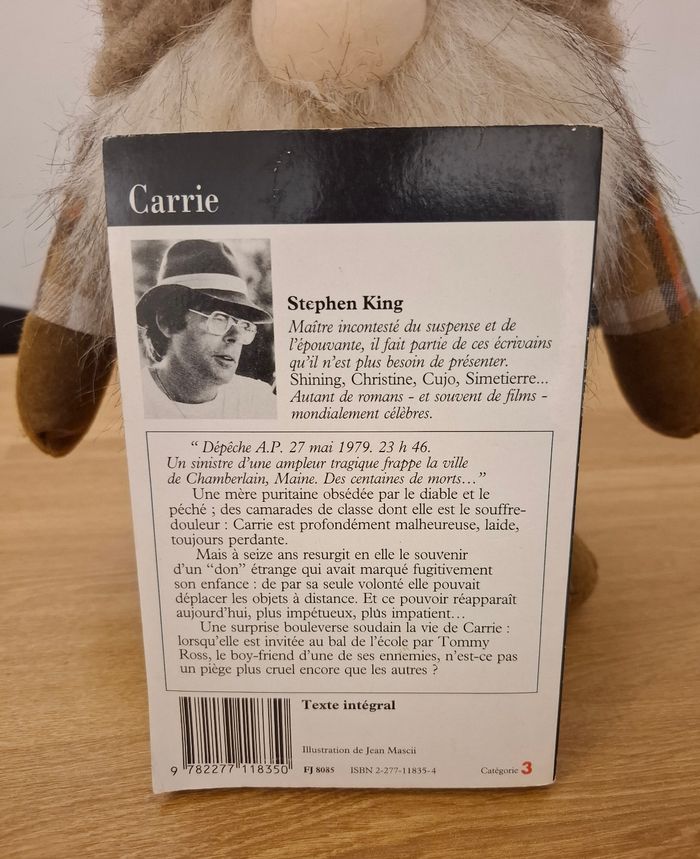 Carrie
Stephen King
Maître incontesté du suspense et de
l'épouvante, il fait partie de ces écrivains
qu'il n'est plus besoin de présenter.
Shining, Christine, Cujo, Simetierre...
Autant de romans - et souvent de films -
mondialement célèbres.
“ Dépêche A.P. 27 mai 1979. 23 h 46.
Un sinistre d'une ampleur tragique frappe la ville
de Chamberlain, Maine. Des centaines de morts...”
Une mère puritaine obsédée par le diable et le
péché ; des camarades de classe dont elle est le souffre-
douleur : Carrie est profondément malheureuse, laide,
toujours perdante.
Mais à seize ans resurgit en elle le souvenir
d'un “don” étrange qui avait marqué fugitivement
son enfance : de par sa seule volonté elle pouvait
déplacer les objets à distance. Et ce pouvoir réapparaît
aujourd'hui, plus impétueux, plus impatient...
Une surprise bouleverse soudain la vie de Carrie :
lorsqu'elle est invitée au bal de l'école par Tommy
Ross, le boy-friend d'une de ses ennemies, n'est-ce pas
un piège plus cruel encore que les autres ?
Texte intégral
Illustration de Jean Mascii
9 782277 118350 FJ 8085 ISBN 2-277-11835-4 Catégorie 3